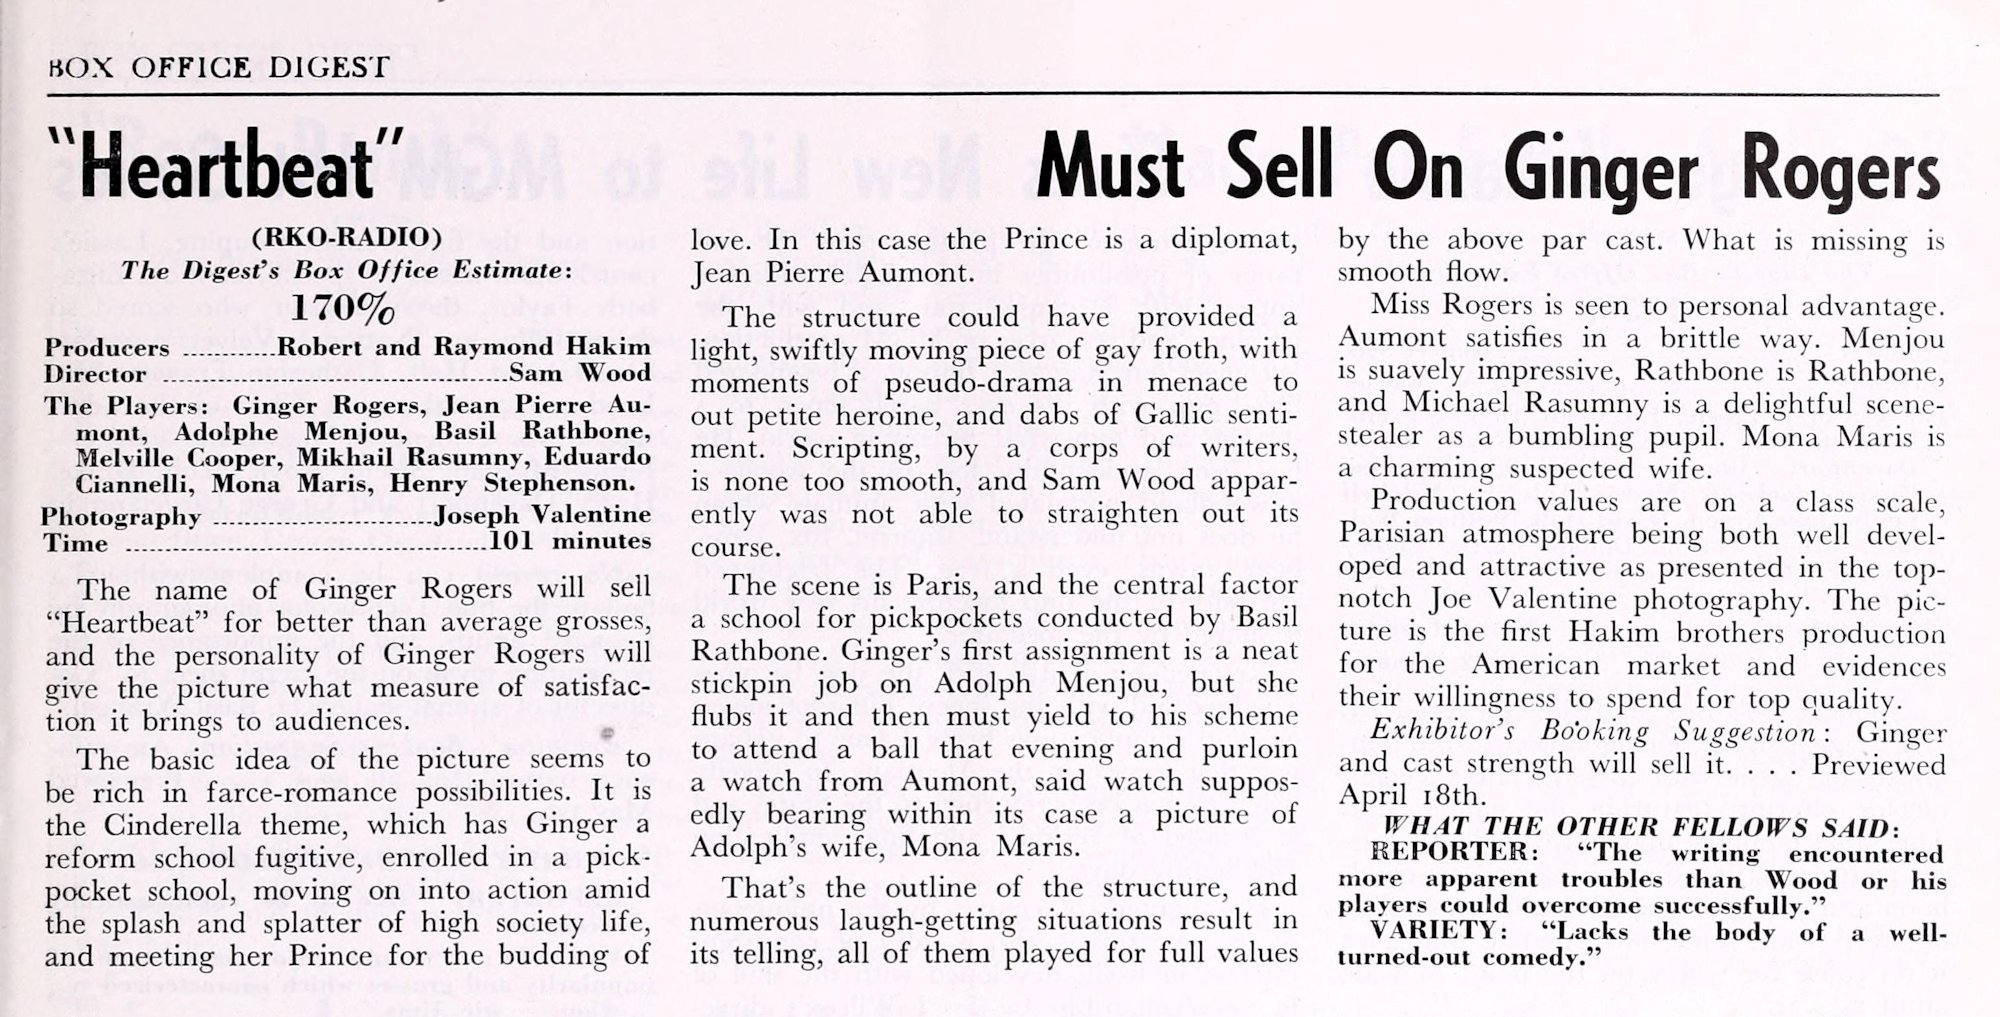 BOX OFFICE DIGEST
"Heartbeat" Must Sell On Ginger Rogers
(RKO-RADIO)
The Digest's Box Office Estimate:
170%
Producers ..........Robert and Raymond Hakim
Director ......................................Sam Wood
The Players: Ginger Rogers, Jean Pierre Au-
mont, Adolphe Menjou, Basil Rathbone,
Melville Cooper, Mikhail Rasumny, Eduardo
Ciannelli, Mona Maris, Henry Stephenson.
Photography ........................Joseph Valentine
Time ........................................101 minutes
The name of Ginger Rogers will sell
"Heartbeat" for better than average grosses,
and the personality of Ginger Rogers will
give the picture what measure of satisfac-
tion it brings to audiences.
The basic idea of the picture seems to
be rich in farce-romance possibilities. It is
the Cinderella theme, which has Ginger a
reform school fugitive, enrolled in a pick-
pocket school, moving on into action amid
the splash and splatter of high society life,
and meeting her Prince for the budding of
love. In this case the Prince is a diplomat,
Jean Pierre Aumont.
The structure could have provided a
light, swiftly moving piece of gay froth, with
moments of pseudo-drama in menace to
out petite heroine, and dabs of Gallic senti-
ment. Scripting, by a corps of writers,
is none too smooth, and Sam Wood appar-
ently was not able to straighten out its
course.
The scene is Paris, and the central factor
a school for pickpockets conducted by Basil
Rathbone. Ginger's first assignment is a neat
stickpin job on Adolph Menjou, but she
flubs it and then must yield to his scheme
to attend a ball that evening and purloin
a watch from Aumont, said watch suppos-
edly bearing within its case a picture of
Adolph's wife, Mona Maris.
That's the outline of the structure, and
numerous laugh-getting situations result in
its telling, all of them played for full values
by the above par cast. What is missing is
smooth flow.
Miss Rogers is seen to personal advantage.
Aumont satisfies in a brittle way. Menjou
is suavely impressive, Rathbone is Rathbone,
and Michael Rasumny is a delightful scene-
stealer as a bumbling pupil. Mona Maris is
a charming suspected wife.
Production values are on a class scale,
Parisian atmosphere being both well devel-
oped and attractive as presented in the top-
notch Joe Valentine photography. The pic-
ture is the first Hakim brothers production
for the American market and evidences
their willingness to spend for top quality.
Exhibitor's Booking Suggestion: Ginger
and cast strength will sell it. . . . Previewed
April 18th.
WHAT THE OTHER FELLOWS SAID:
REPORTER: "The writing encountered
more apparent troubles than Wood or his
players could overcome successfully."
VARIETY: "Lacks the body of a well-
turned-out comedy."